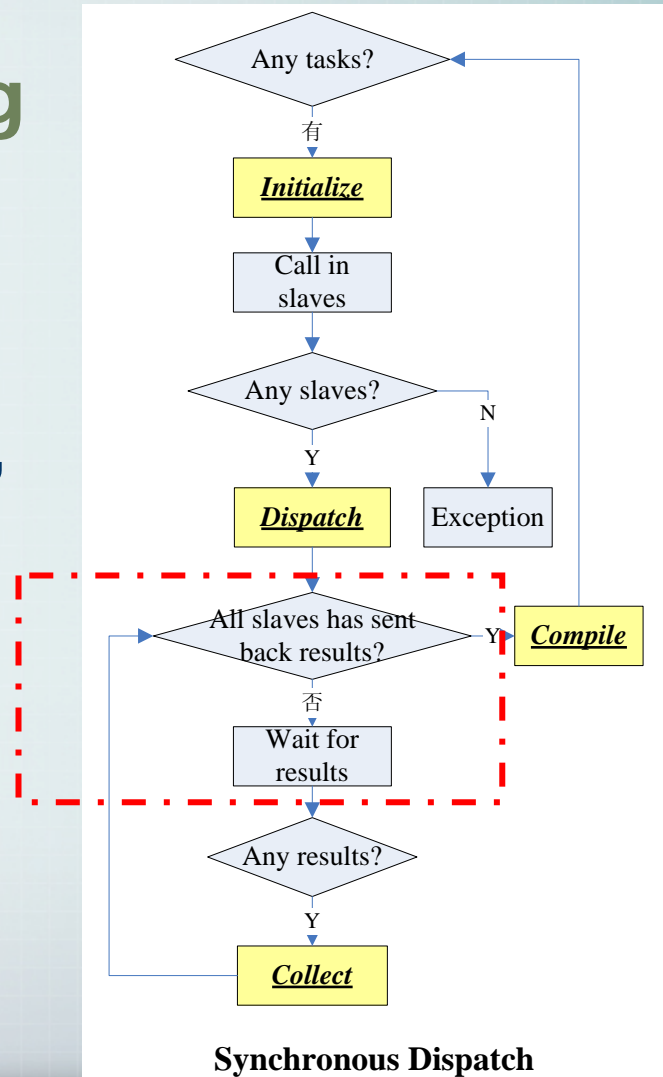 g
,
Any tasks?
有
Initialize
Call in
slaves
Any slaves?
N
Y
Dispatch
Exception
All slaves has sent
back results?
Y
Compile
否
Wait for
results
Any results?
Y
Collect
Synchronous Dispatch